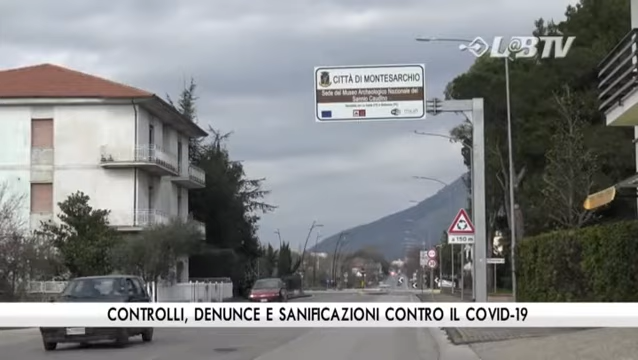 L@BTV
CITTÀ DI MONTESARCHIO
Sede del Museo Archeologico Nazionale del
Sannio Caudino
a 150 m
CONTROLLI, DENUNCE E SANIFICAZIONI CONTRO IL COVID-19